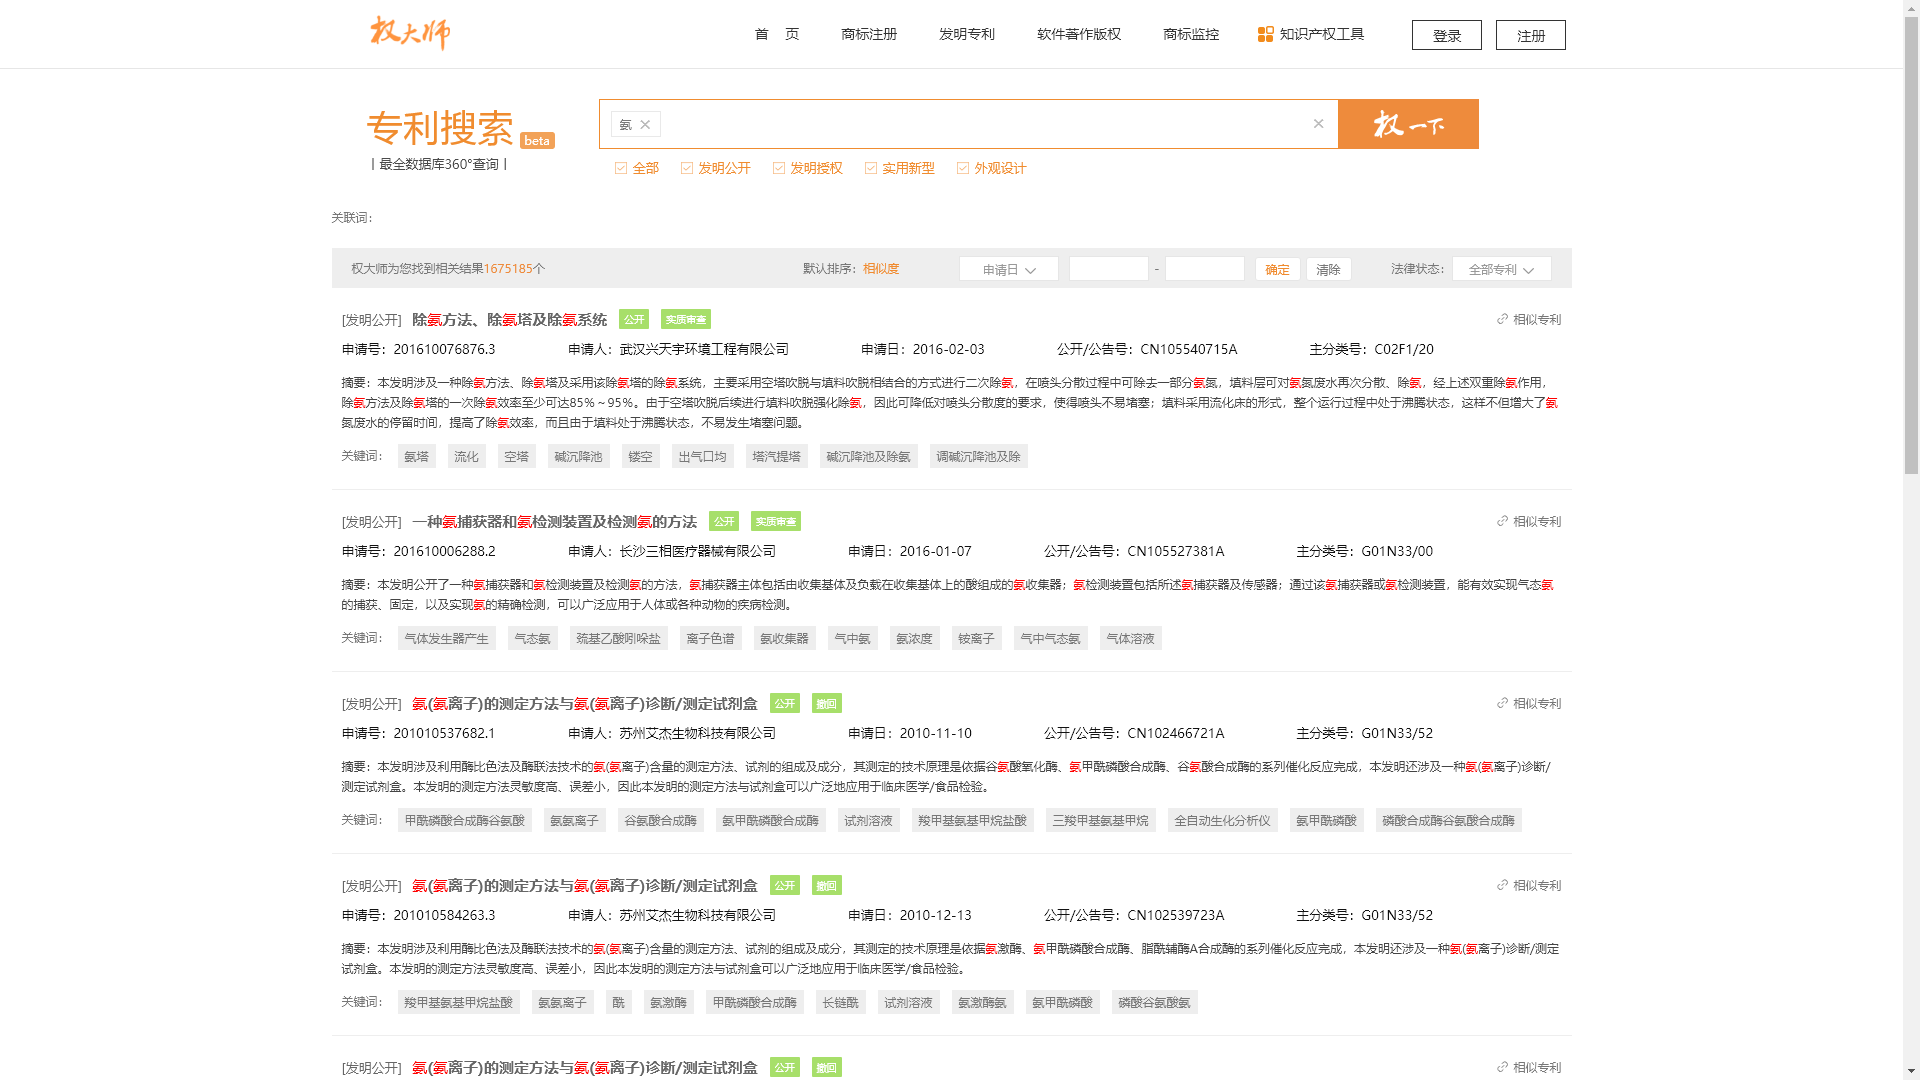 权大师
首 页 商标注册 发明专利 软件著作版权 商标监控 知识产权工具 登录 注册
专利搜索 beta
| 最全数据库360°查询 |
氨 × × 权一下
全部 发明公开 发明授权 实用新型 外观设计
关联词:
权大师为您找到相关结果1675185个 默认排序: 相似度 申请日 - 确定 清除 法律状态: 全部专利
[发明公开] 除氨方法、除氨塔及除氨系统 公开 实质审查 相似专利
申请号: 201610076876.3 申请人: 武汉兴天宇环境工程有限公司 申请日: 2016-02-03 公开/公告号: CN105540715A 主分类号: C02F1/20
摘要: 本发明涉及一种除氨方法、除氨塔及采用该除氨塔的除氨系统，主要采用空塔吹脱与填料吹脱相结合的方式进行二次除氨，在喷头分散过程中可除去一部分氨氮，填料层可对氨氮废水再次分散、除氨，经上述双重除氨作用，
除氨方法及除氨塔的一次除氨效率至少可达85%～95%。由于空塔吹脱后续进行填料吹脱强化除氨，因此可降低对喷头分散度的要求，使得喷头不易堵塞；填料采用流化床的形式，整个运行过程中处于沸腾状态，这样不但增大了氨
氮废水的停留时间，提高了除氨效率，而且由于填料处于沸腾状态，不易发生堵塞问题。
关键词: 氨塔 流化 空塔 碱沉降池 镂空 出气口均 塔汽提塔 碱沉降池及除氨 调碱沉降池及除
[发明公开] 一种氨捕获器和氨检测装置及检测氨的方法 公开 实质审查 相似专利
申请号: 201610006288.2 申请人: 长沙三相医疗器械有限公司 申请日: 2016-01-07 公开/公告号: CN105527381A 主分类号: G01N33/00
摘要: 本发明公开了一种氨捕获器和氨检测装置及检测氨的方法，氨捕获器主体包括由收集基体及负载在收集基体上的酸组成的氨收集器；氨检测装置包括所述氨捕获器及传感器；通过该氨捕获器或氨检测装置，能有效实现气态氨
的捕获、固定，以及实现氨的精确检测，可以广泛应用于人体或各种动物的疾病检测。
关键词: 气体发生器产生 气态氨 巯基乙酸吲哚盐 离子色谱 氨收集器 气中氨 氨浓度 铵离子 气中气态氨 气体溶液
[发明公开] 氨(氨离子)的测定方法与氨(氨离子)诊断/测定试剂盒 公开 撤回 相似专利
申请号: 201010537682.1 申请人: 苏州艾杰生物科技有限公司 申请日: 2010-11-10 公开/公告号: CN102466721A 主分类号: G01N33/52
摘要: 本发明涉及利用酶比色法及酶联法技术的氨(氨离子)含量的测定方法、试剂的组成及成分，其测定的技术原理是依据谷氨酸氧化酶、氨甲酰磷酸合成酶、谷氨酸合成酶的系列催化反应完成，本发明还涉及一种氨(氨离子)诊断/
测定试剂盒。本发明的测定方法灵敏度高、误差小，因此本发明的测定方法与试剂盒可以广泛地应用于临床医学/食品检验。
关键词: 甲酰磷酸合成酶谷氨酸 氨氨离子 谷氨酸合成酶 氨甲酰磷酸合成酶 试剂溶液 羧甲基氨基甲烷盐酸 三羧甲基氨基甲烷 全自动生化分析仪 氨甲酰磷酸 磷酸合成酶谷氨酸合成酶
[发明公开] 氨(氨离子)的测定方法与氨(氨离子)诊断/测定试剂盒 公开 撤回 相似专利
申请号: 201010584263.3 申请人: 苏州艾杰生物科技有限公司 申请日: 2010-12-13 公开/公告号: CN102539723A 主分类号: G01N33/52
摘要: 本发明涉及利用酶比色法及酶联法技术的氨(氨离子)含量的测定方法、试剂的组成及成分，其测定的技术原理是依据氨激酶、氨甲酰磷酸合成酶、脂酰辅酶A合成酶的系列催化反应完成，本发明还涉及一种氨(氨离子)诊断/测定
试剂盒。本发明的测定方法灵敏度高、误差小，因此本发明的测定方法与试剂盒可以广泛地应用于临床医学/食品检验。
关键词: 羧甲基氨基甲烷盐酸 氨氨离子 酰 氨激酶 甲酰磷酸合成酶 长链酰 试剂溶液 氨激酶氨 氨甲酰磷酸 磷酸谷氨酸氨
[发明公开] 氨(氨离子)的测定方法与氨(氨离子)诊断/测定试剂盒 公开 撤回 相似专利